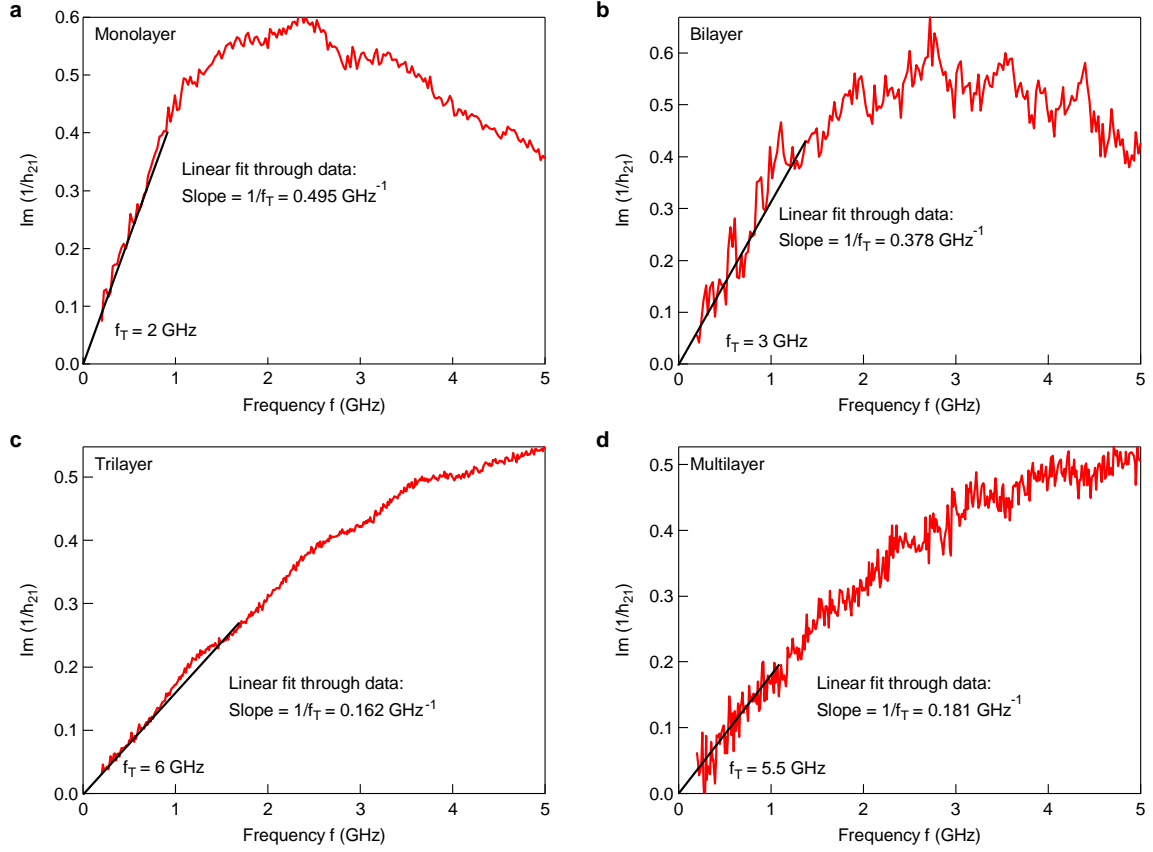 a
Monolayer
0.6
0.5
0.4
0.3
0.2
0.1
0.0
Im (1/h21)
Linear fit through data:
Slope = 1/fT = 0.495 GHz-1
fT = 2 GHz
0 1 2 3 4 5
Frequency f (GHz)
b
Bilayer
0.6
0.5
0.4
0.3
0.2
0.1
0.0
Im (1/h21)
Linear fit through data:
Slope = 1/fT = 0.378 GHz-1
fT = 3 GHz
0 1 2 3 4 5
Frequency f (GHz)
c
Trilayer
0.5
0.4
0.3
0.2
0.1
0.0
Im (1/h21)
Linear fit through data:
Slope = 1/fT = 0.162 GHz-1
fT = 6 GHz
0 1 2 3 4 5
Frequency f (GHz)
d
Multilayer
0.5
0.4
0.3
0.2
0.1
0.0
Im (1/h21)
Linear fit through data:
Slope = 1/fT = 0.181 GHz-1
fT = 5.5 GHz
0 1 2 3 4 5
Frequency f (GHz)